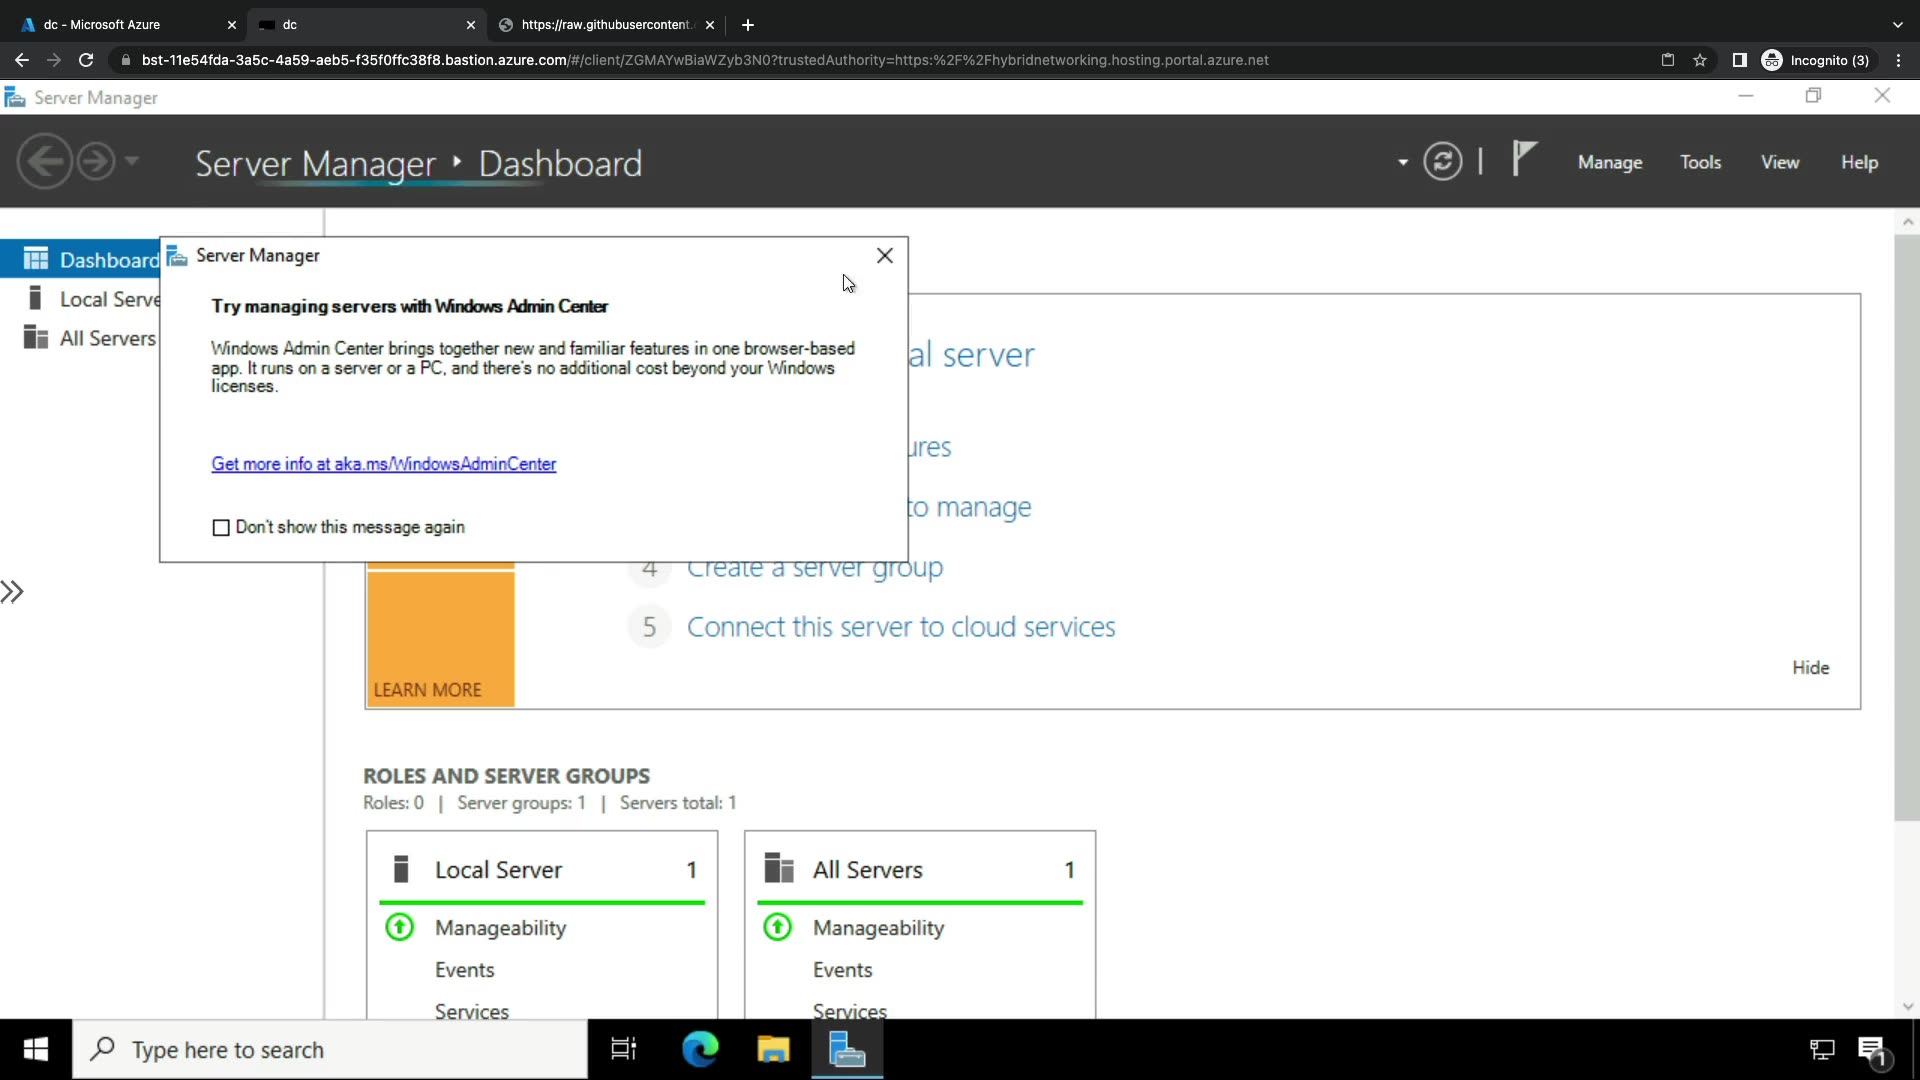 dc - Microsoft Azure
dc
https://raw.githubusercontent.
bst-11e54fda-3a5c-4a59-aeb5-f35f0ffc38f8.bastion.azure.com/#/client/ZGMAYwBiaWZyb3N0?trustedAuthority=https:%2F%2Fhybridnetworking.hosting.portal.azure.net
Incognito (3)
Server Manager
Server Manager
Dashboard
Manage
Tools
View
Help
Dashboard
Local Serve
All Servers
Server Manager
Try managing servers with Windows Admin Center
Windows Admin Center brings together new and familiar features in one browser-based
app. It runs on a server or a PC, and there's no additional cost beyond your Windows
licenses.
Get more info at aka.ms/WindowsAdminCenter
Don't show this message again
al server
ures
to manage
4 Create a server group
5 Connect this server to cloud services
LEARN MORE
Hide
ROLES AND SERVER GROUPS
Roles: 0 | Server groups: 1 | Servers total: 1
Local Server 1
Manageability
Events
Services
All Servers 1
Manageability
Events
Services
Type here to search
1